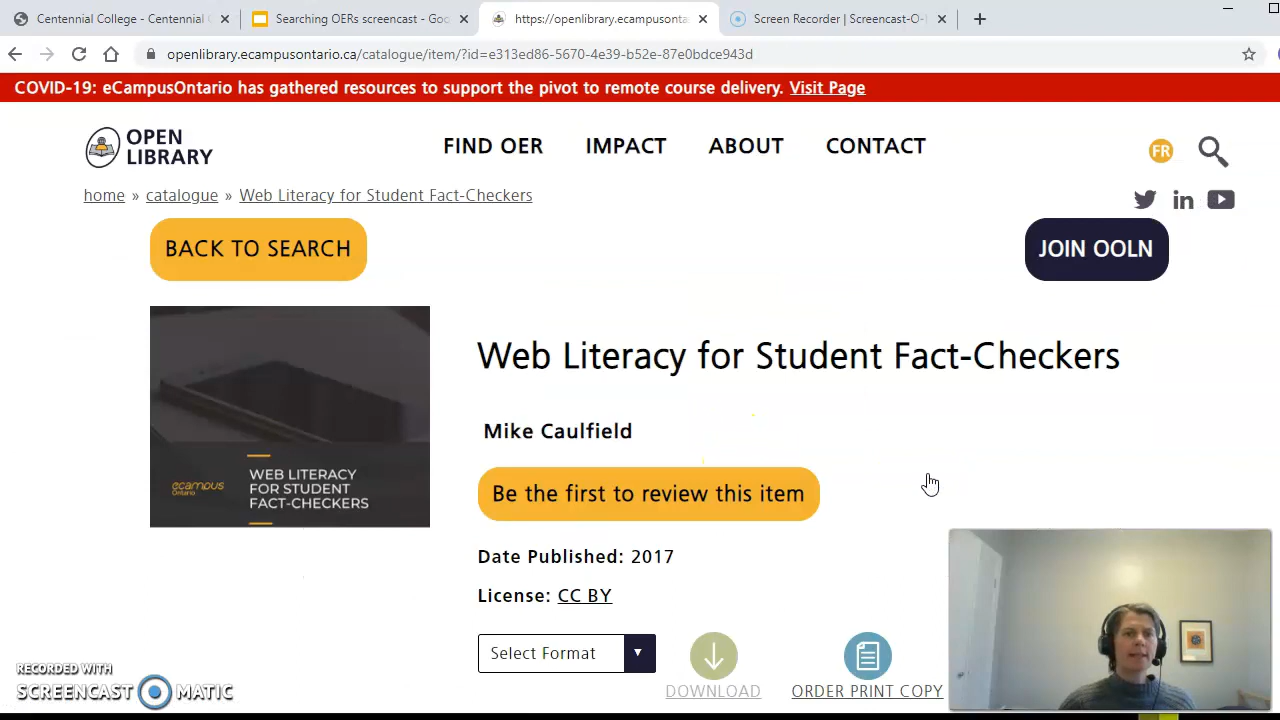 Centennial College - Centennial C
Searching OERs screencast - Goo
https://openlibrary.ecampusonta
Screen Recorder | Screencast-O-
openlibrary.ecampusontario.ca/catalogue/item/?id=e313ed86-5670-4e39-b52e-87e0bdce943d
COVID-19: eCampusOntario has gathered resources to support the pivot to remote course delivery. Visit Page
OPEN
LIBRARY
FIND OER IMPACT ABOUT CONTACT
FR
home » catalogue » Web Literacy for Student Fact-Checkers
BACK TO SEARCH
JOIN OOLN
Web Literacy for Student Fact-Checkers
Mike Caulfield
ecampus
Ontario
WEB LITERACY
FOR STUDENT
FACT-CHECKERS
Be the first to review this item
Date Published: 2017
License: CC BY
Select Format
DOWNLOAD
ORDER PRINT COPY
RECORDED WITH
SCREENCAST MATIC